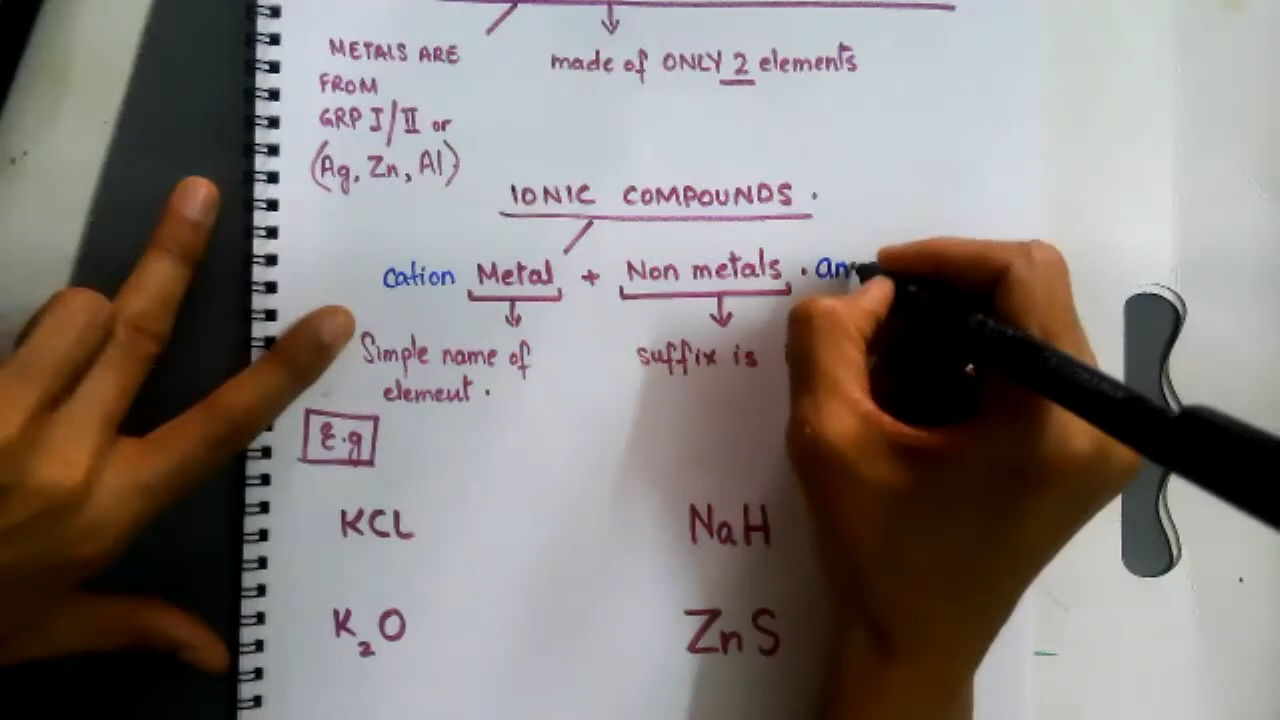 METALS ARE
FROM
GRP I/II or
(Ag, Zn, Al)
made of ONLY 2 elements
IONIC COMPOUNDS.
cation Metal + Non metals.
Simple name of
element.
suffix is
E.g
KCL
NaH
K₂O
ZnS